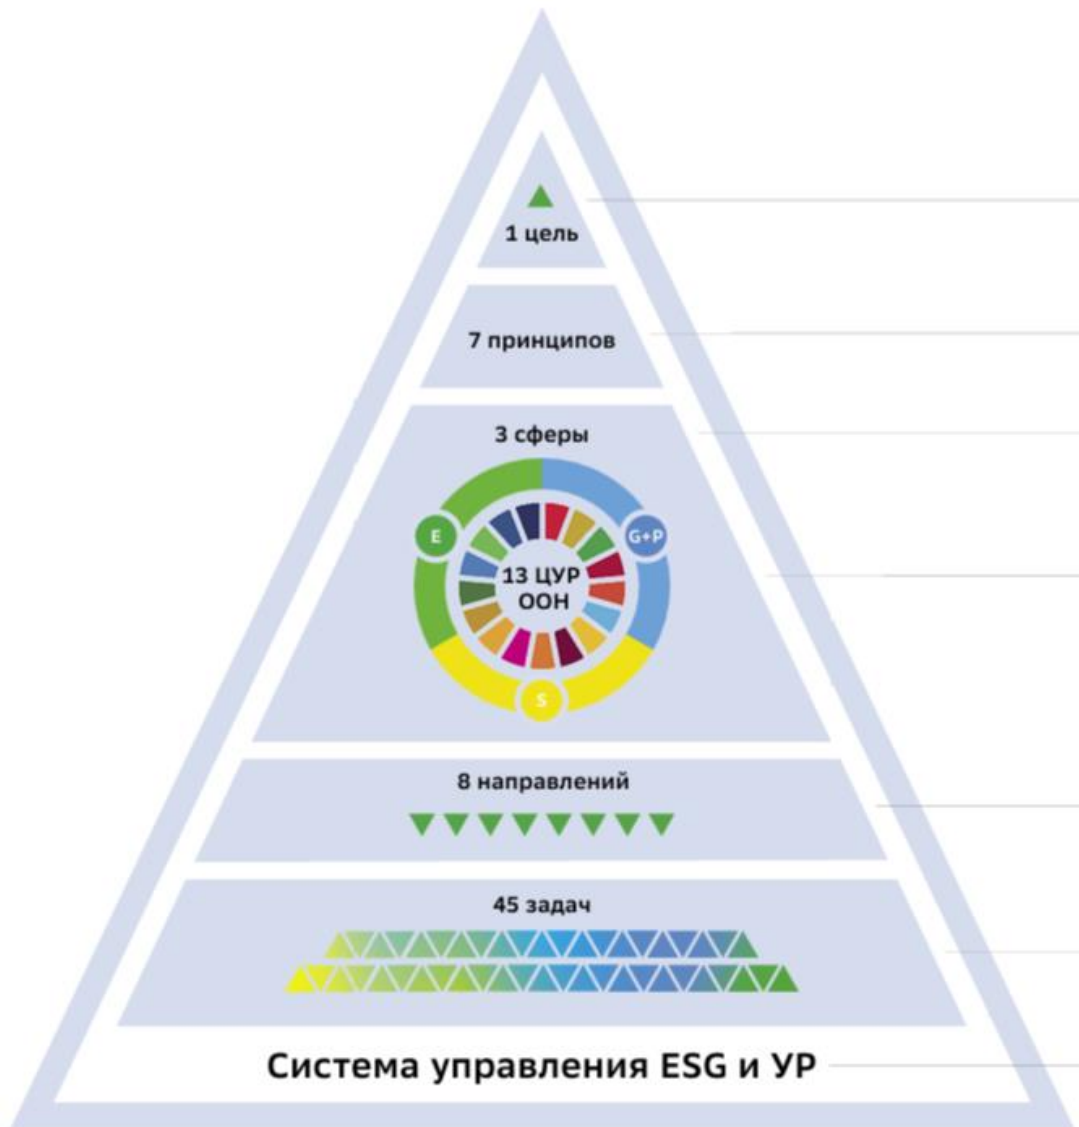 1 цель
7 принципов
3 сферы
E
G+P
13 ЦУР
ООН
S
8 направлений
45 задач
Система управления ESG и УР